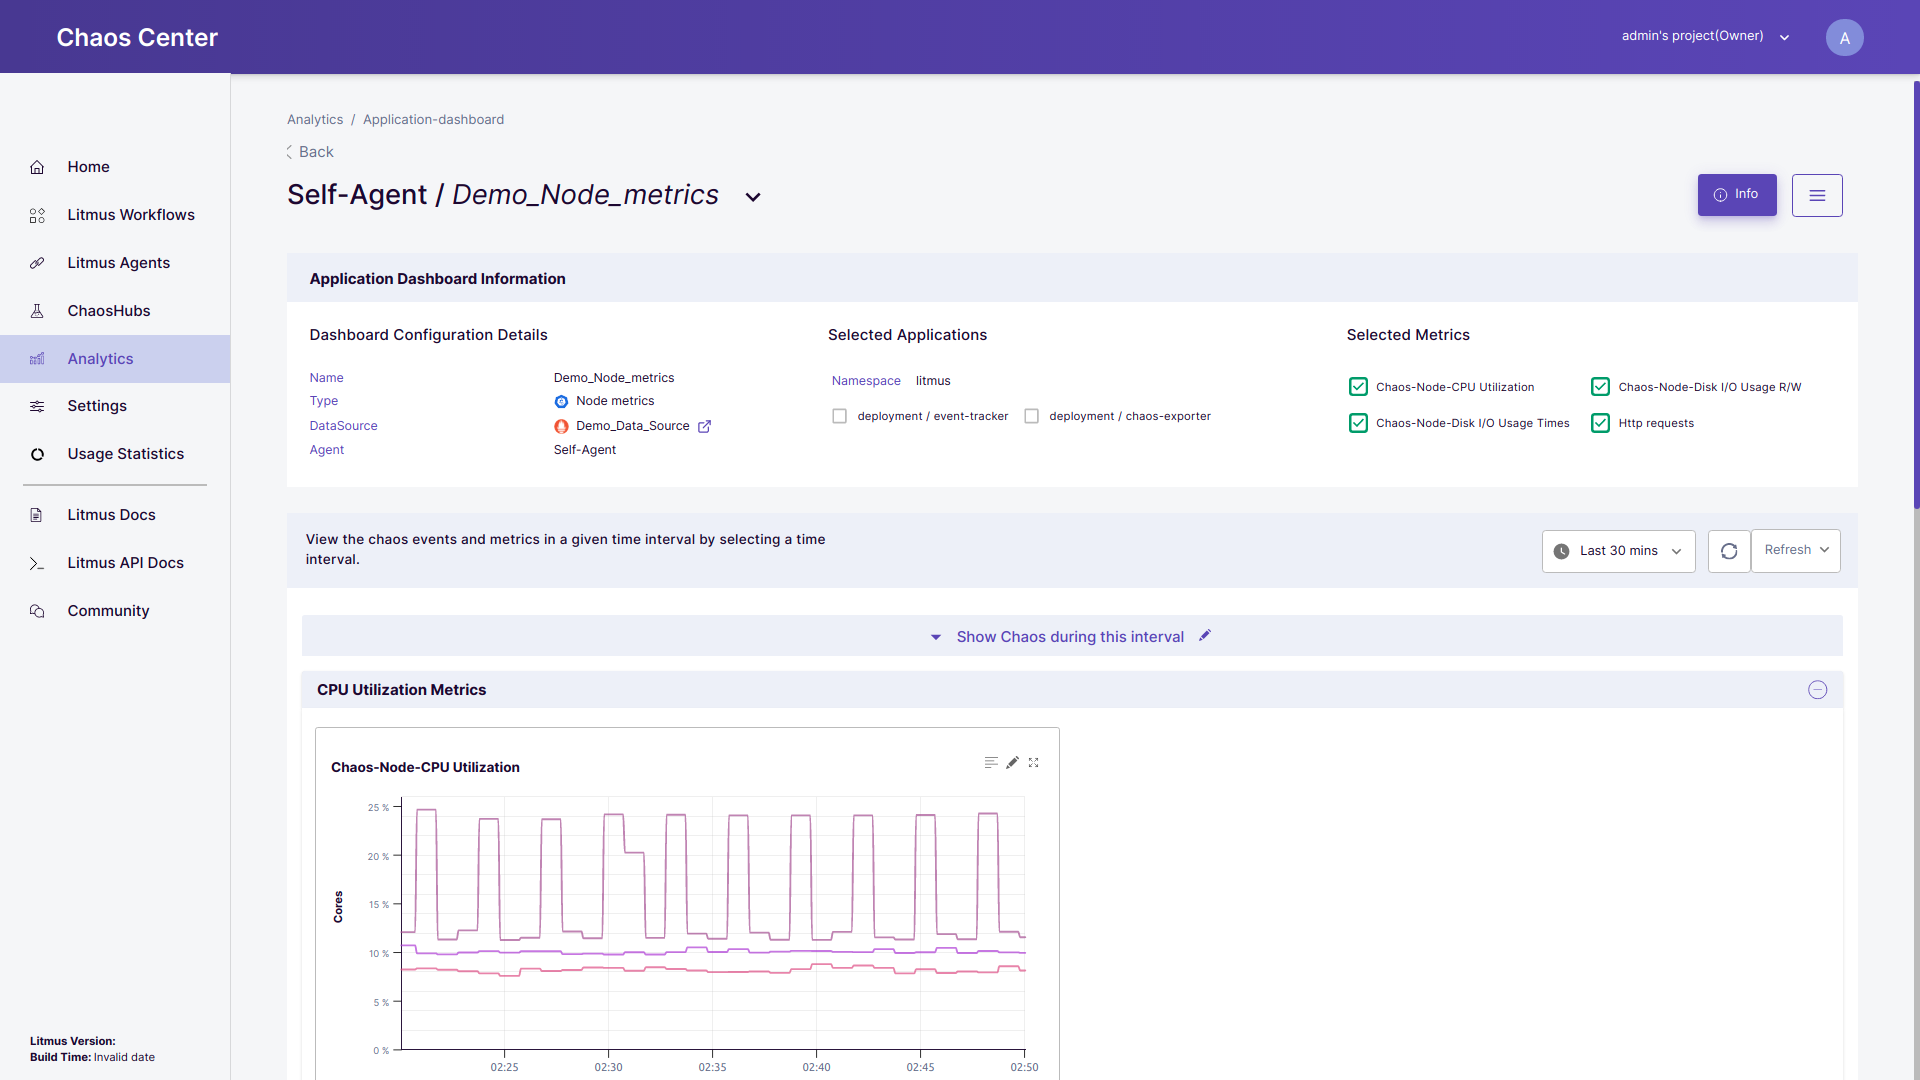 Chaos Center
admin's project(Owner)
A
Home
Litmus Workflows
Litmus Agents
ChaosHubs
Analytics
Settings
Usage Statistics
Litmus Docs
Litmus API Docs
Community
Litmus Version:
Build Time: Invalid date
Analytics / Application-dashboard
Back
Self-Agent / Demo_Node_metrics
Info
Application Dashboard Information
Dashboard Configuration Details
Name Demo_Node_metrics
Type Node metrics
DataSource Demo_Data_Source
Agent Self-Agent
Selected Applications
Namespace litmus
deployment / event-tracker deployment / chaos-exporter
Selected Metrics
Chaos-Node-CPU Utilization Chaos-Node-Disk I/O Usage R/W
Chaos-Node-Disk I/O Usage Times Http requests
View the chaos events and metrics in a given time interval by selecting a time
interval.
Last 30 mins
Refresh
Show Chaos during this interval
CPU Utilization Metrics
Chaos-Node-CPU Utilization
Cores
25 %
20 %
15 %
10 %
5 %
0 %
02:25 02:30 02:35 02:40 02:45 02:50